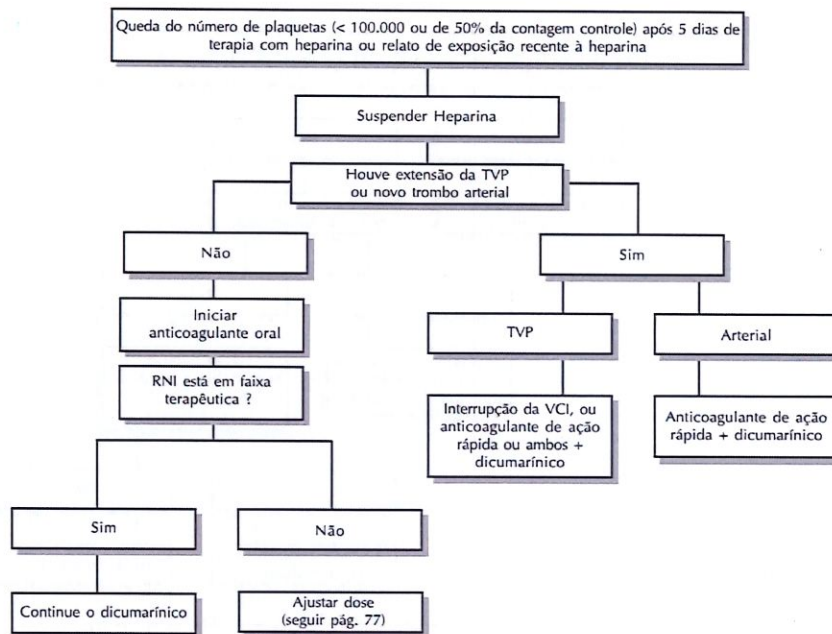 Queda do número de plaquetas (< 100.000 ou de 50% da contagem controle) após 5 dias de
terapia com heparina ou relato de exposição recente à heparina
Suspender Heparina
Houve extensão da TVP
ou novo trombo arterial
Não
Sim
Iniciar
anticoagulante oral
TVP
Arterial
RNI está em faixa
terapêutica ?
Interrupção da VCI, ou
anticoagulante de ação
rápida ou ambos +
dicumarínico
Anticoagulante de ação
rápida + dicumarínico
Sim
Não
Continue o dicumarínico
Ajustar dose
(seguir pág. 77)